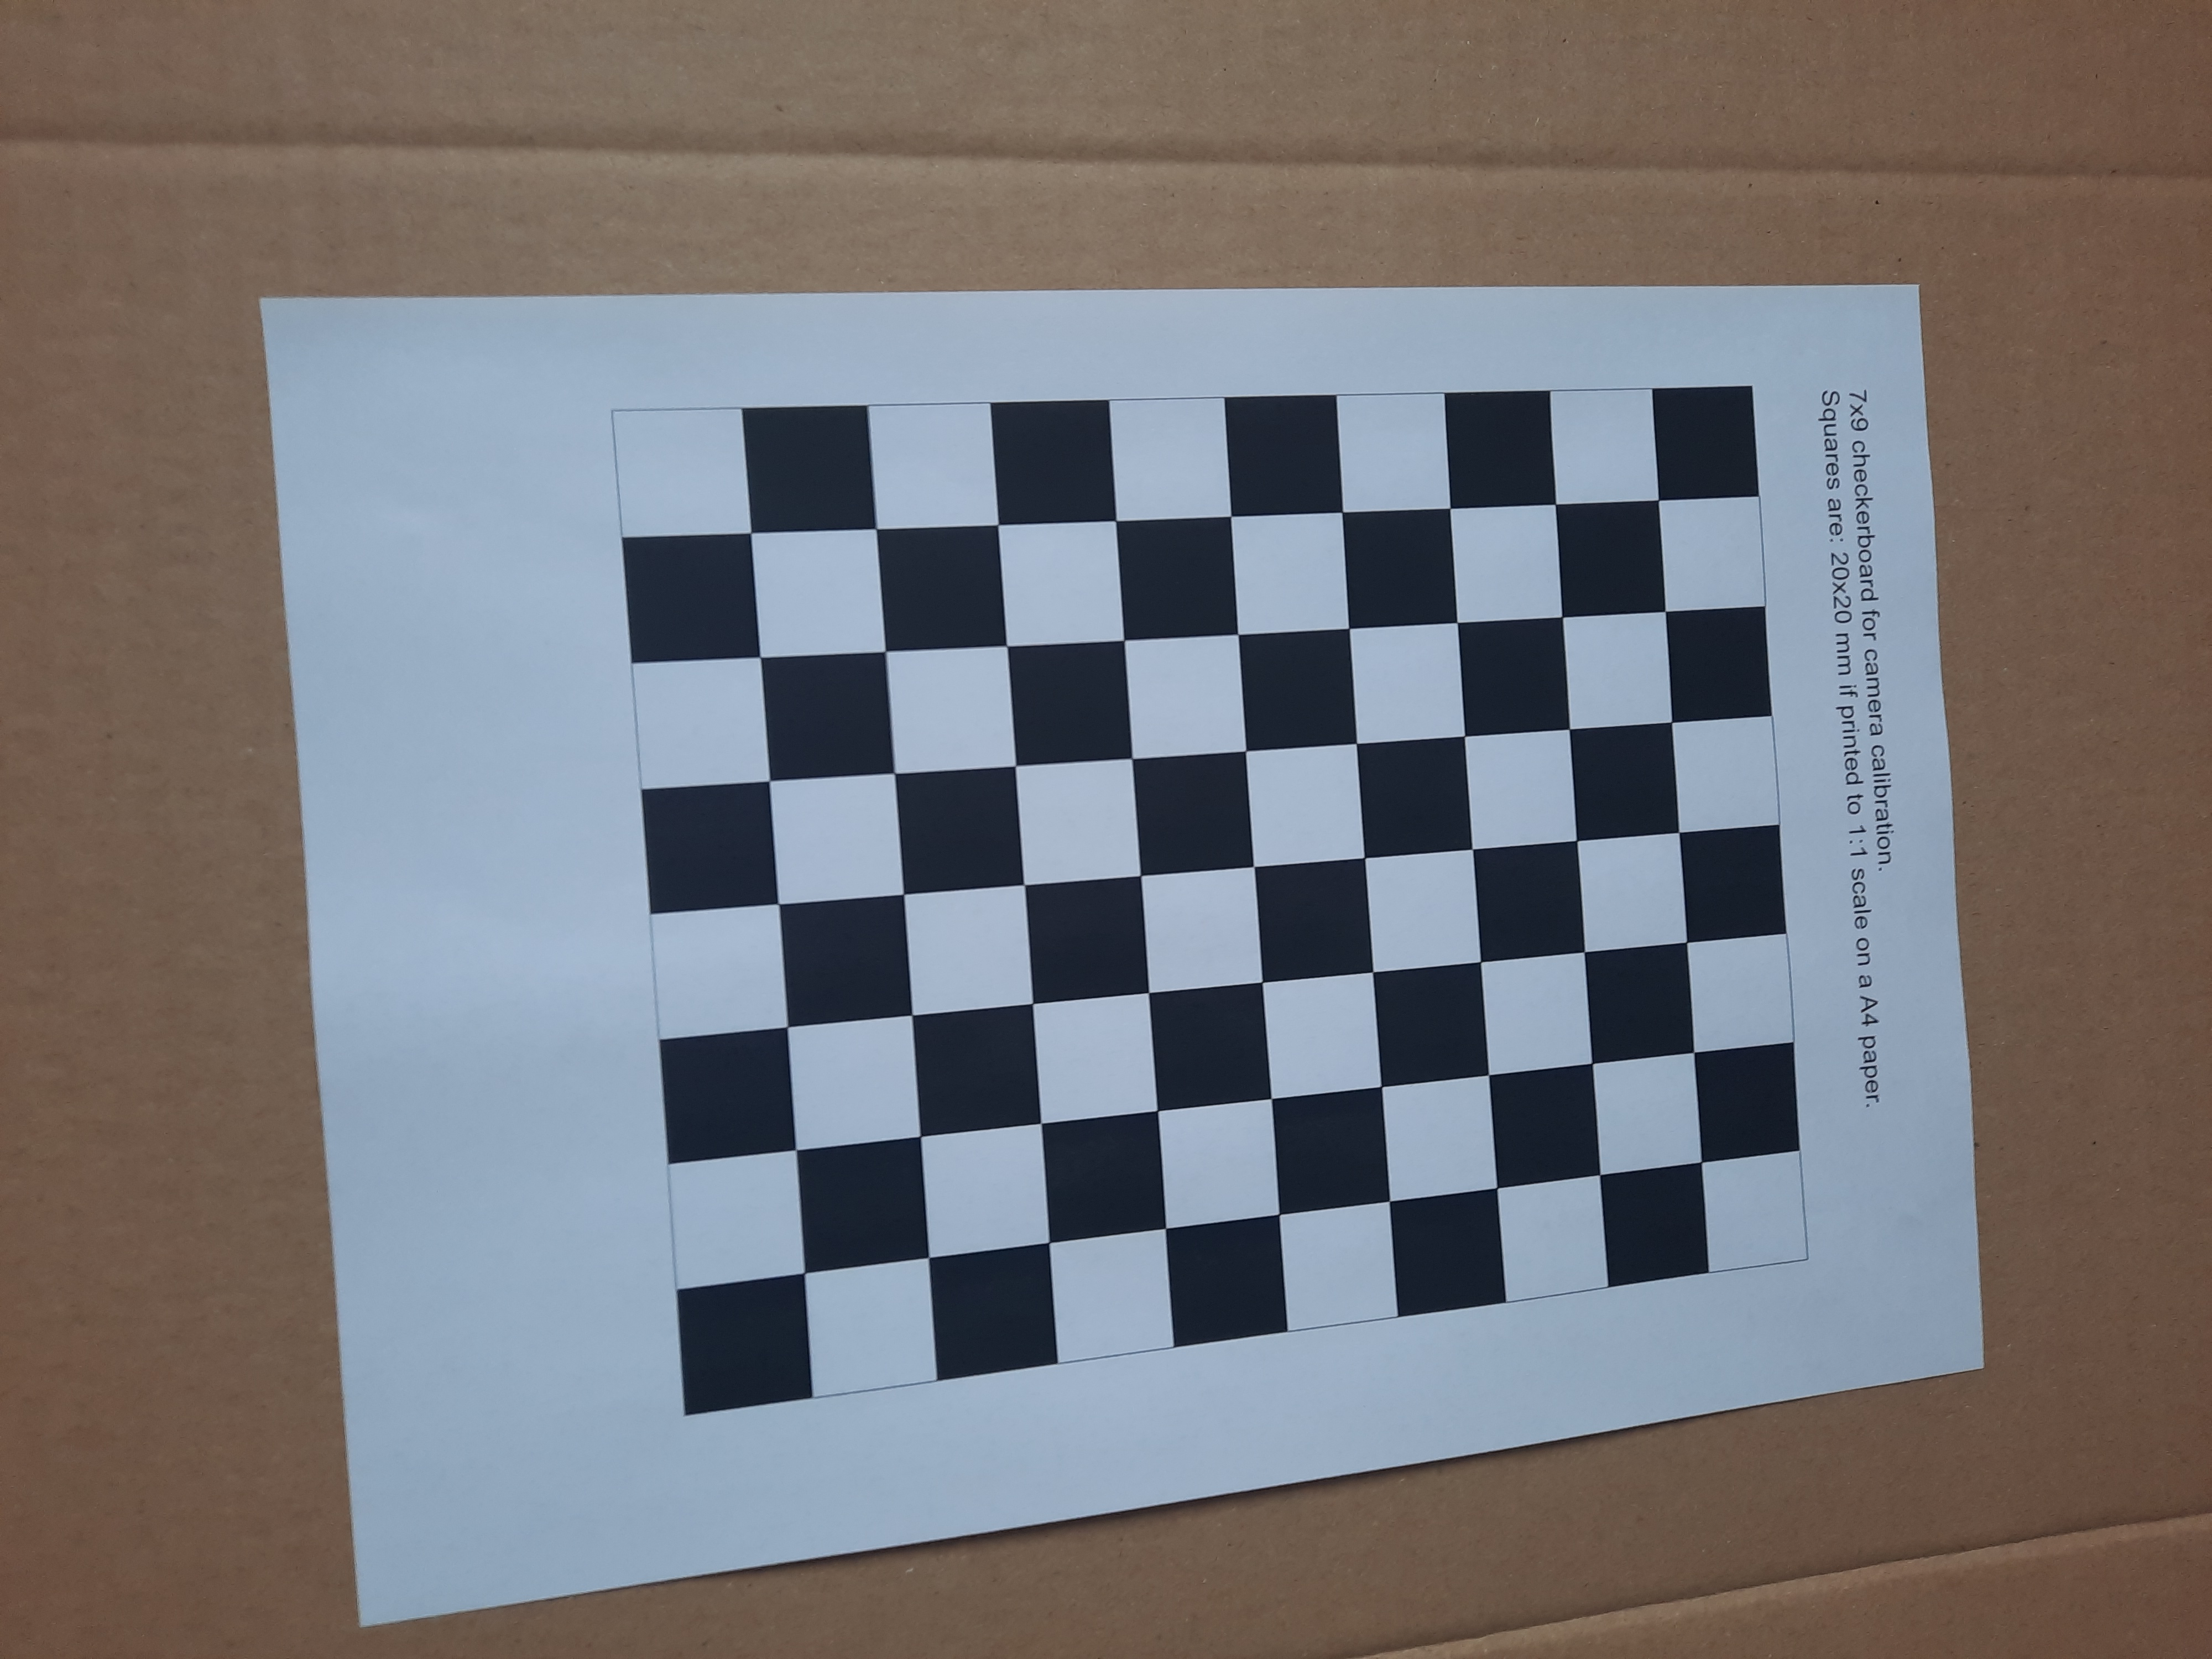 7x9 checkerboard for camera calibration.
Squares are: 20x20 mm if printed to 1:1 scale on a A4 paper.